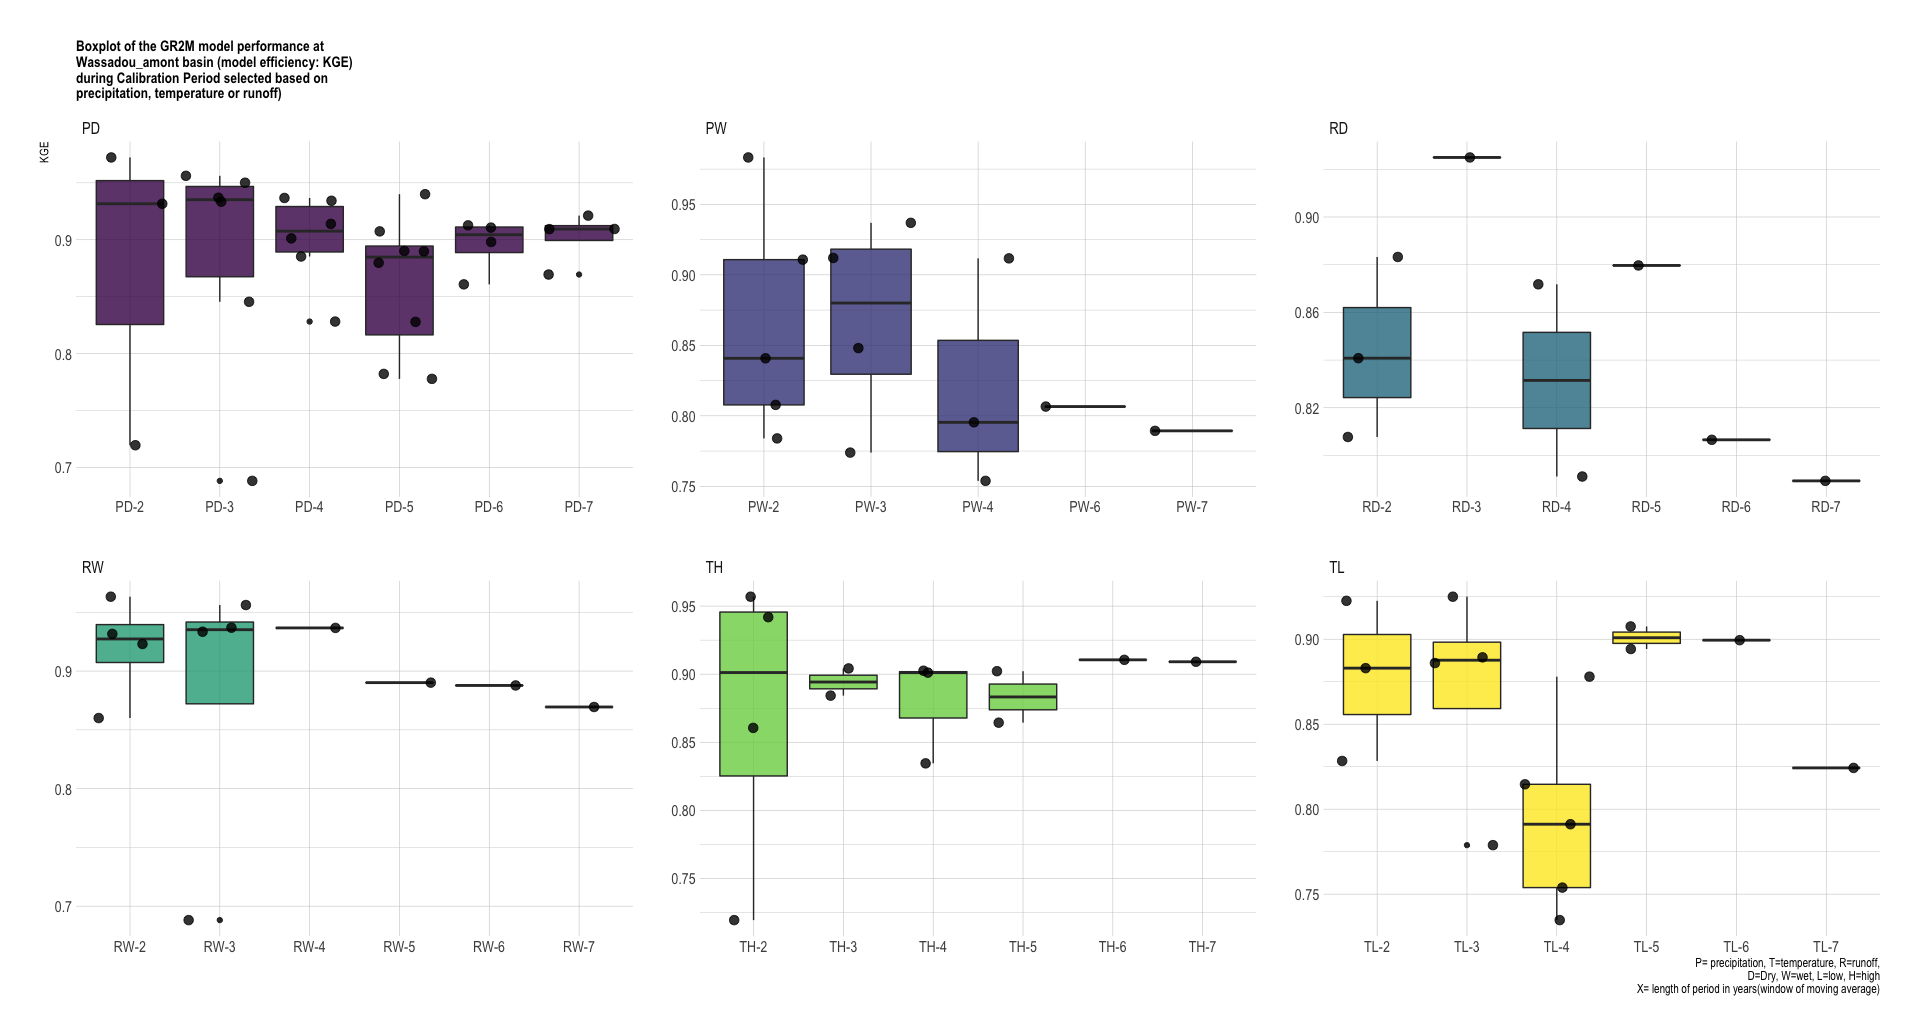 Boxplot of the GR2M model performance at
Wassadou_amont basin (model efficiency: KGE)
during Calibration Period selected based on
precipitation, temperature or runoff)
KGE
PD
0.9
0.8
0.7
PD-2 PD-3 PD-4 PD-5 PD-6 PD-7
PW
0.95
0.90
0.85
0.80
0.75
PW-2 PW-3 PW-4 PW-6 PW-7
RD
0.90
0.86
0.82
RD-2 RD-3 RD-4 RD-5 RD-6 RD-7
RW
0.9
0.8
0.7
RW-2 RW-3 RW-4 RW-5 RW-6 RW-7
TH
0.95
0.90
0.85
0.80
0.75
TH-2 TH-3 TH-4 TH-5 TH-6 TH-7
TL
0.90
0.85
0.80
0.75
TL-2 TL-3 TL-4 TL-5 TL-6 TL-7
P= precipitation, T=temperature, R=runoff,
D=Dry, W=wet, L=low, H=high
X= length of period in years(window of moving average)